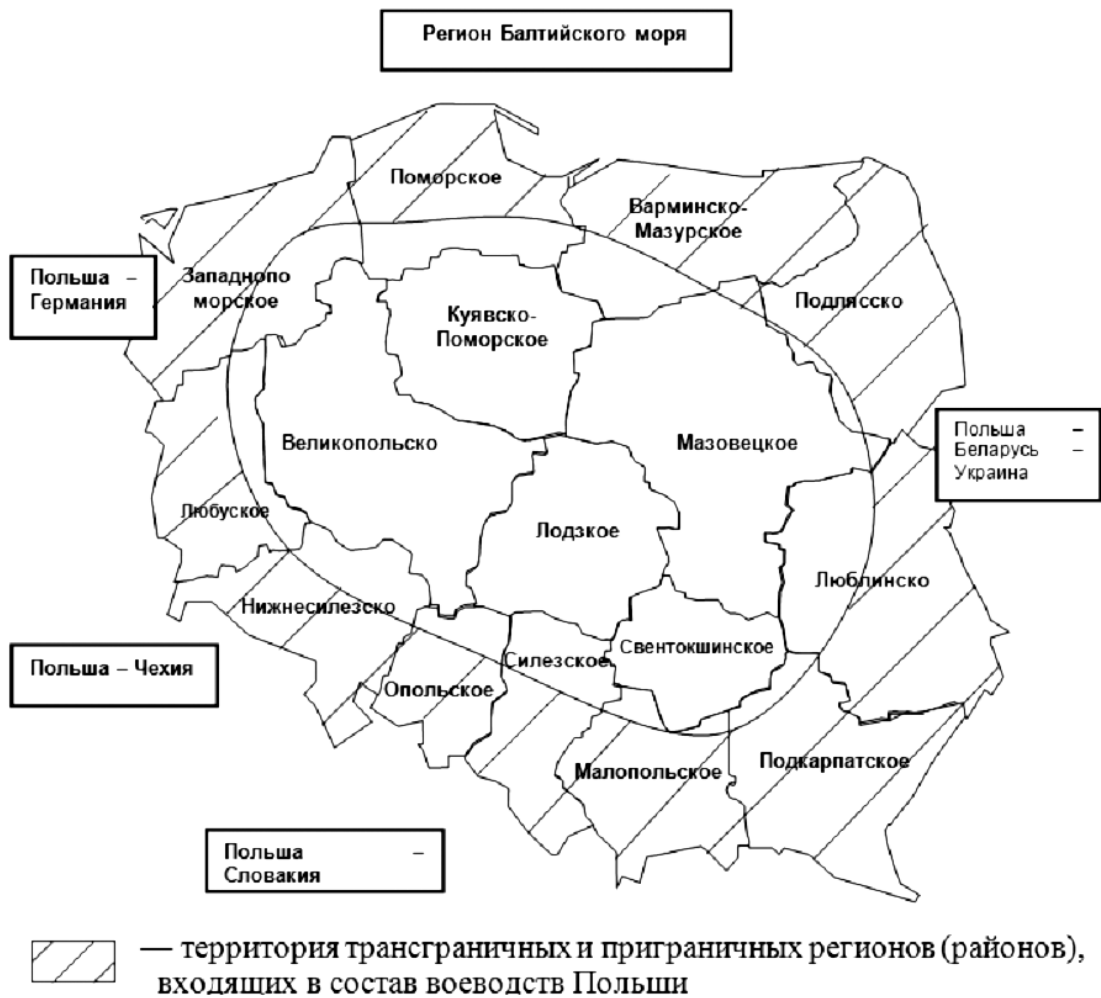 Регион Балтийского моря
Поморское
Варминско-
Мазурское
Польша –
Германия
Западнопо
морское
Подлясско
Куявско-
Поморское
Великопольско
Мазовецкое
Польша –
Беларусь –
Украина
Любуское
Лодзкое
Люблинско
Нижнесилезско
Польша – Чехия
Силезское
Свентокшинское
Опольское
Малопольское
Подкарпатское
Польша –
Словакия
— территория трансграничных и приграничных регионов (районов),
входящих в состав воеводств Польши